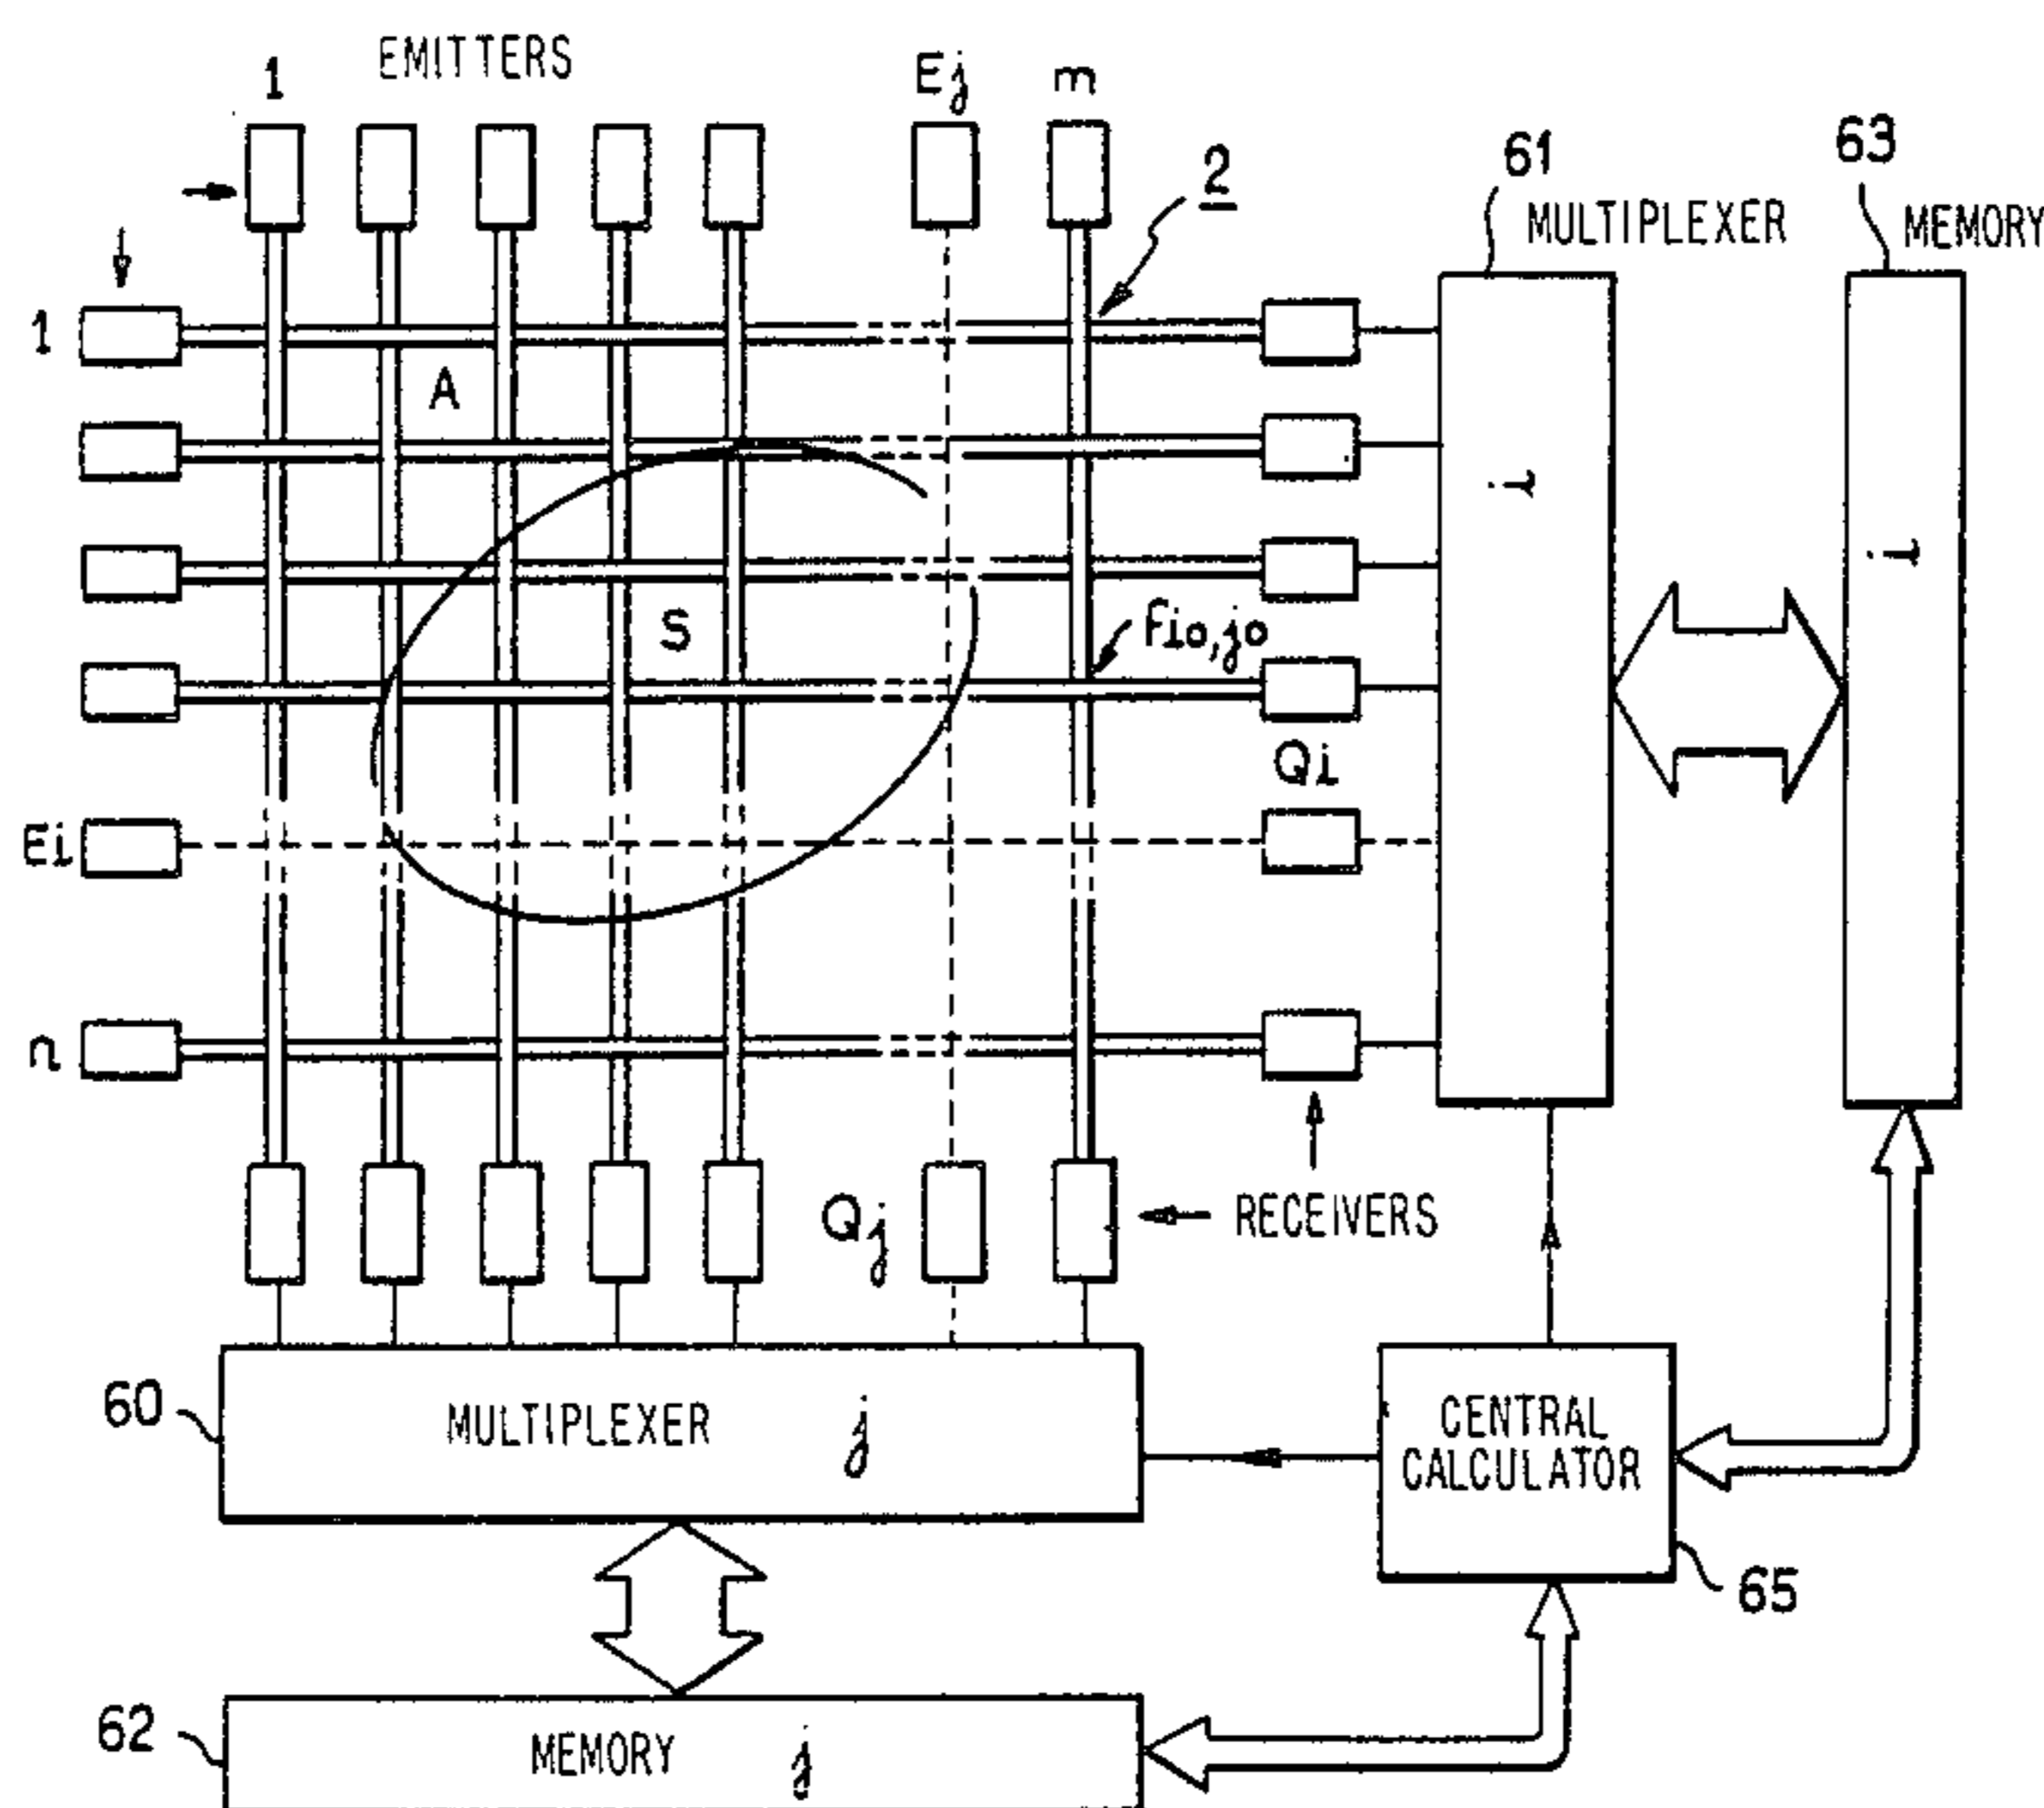 EMITTERS
1
Ej
m
2
61
MULTIPLEXER
63
MEMORY
1
A
i
i
S
fio,jo
Qi
Ei
n
Qj
RECEIVERS
60
MULTIPLEXER j
CENTRAL
CALCULATOR
65
62
MEMORY j